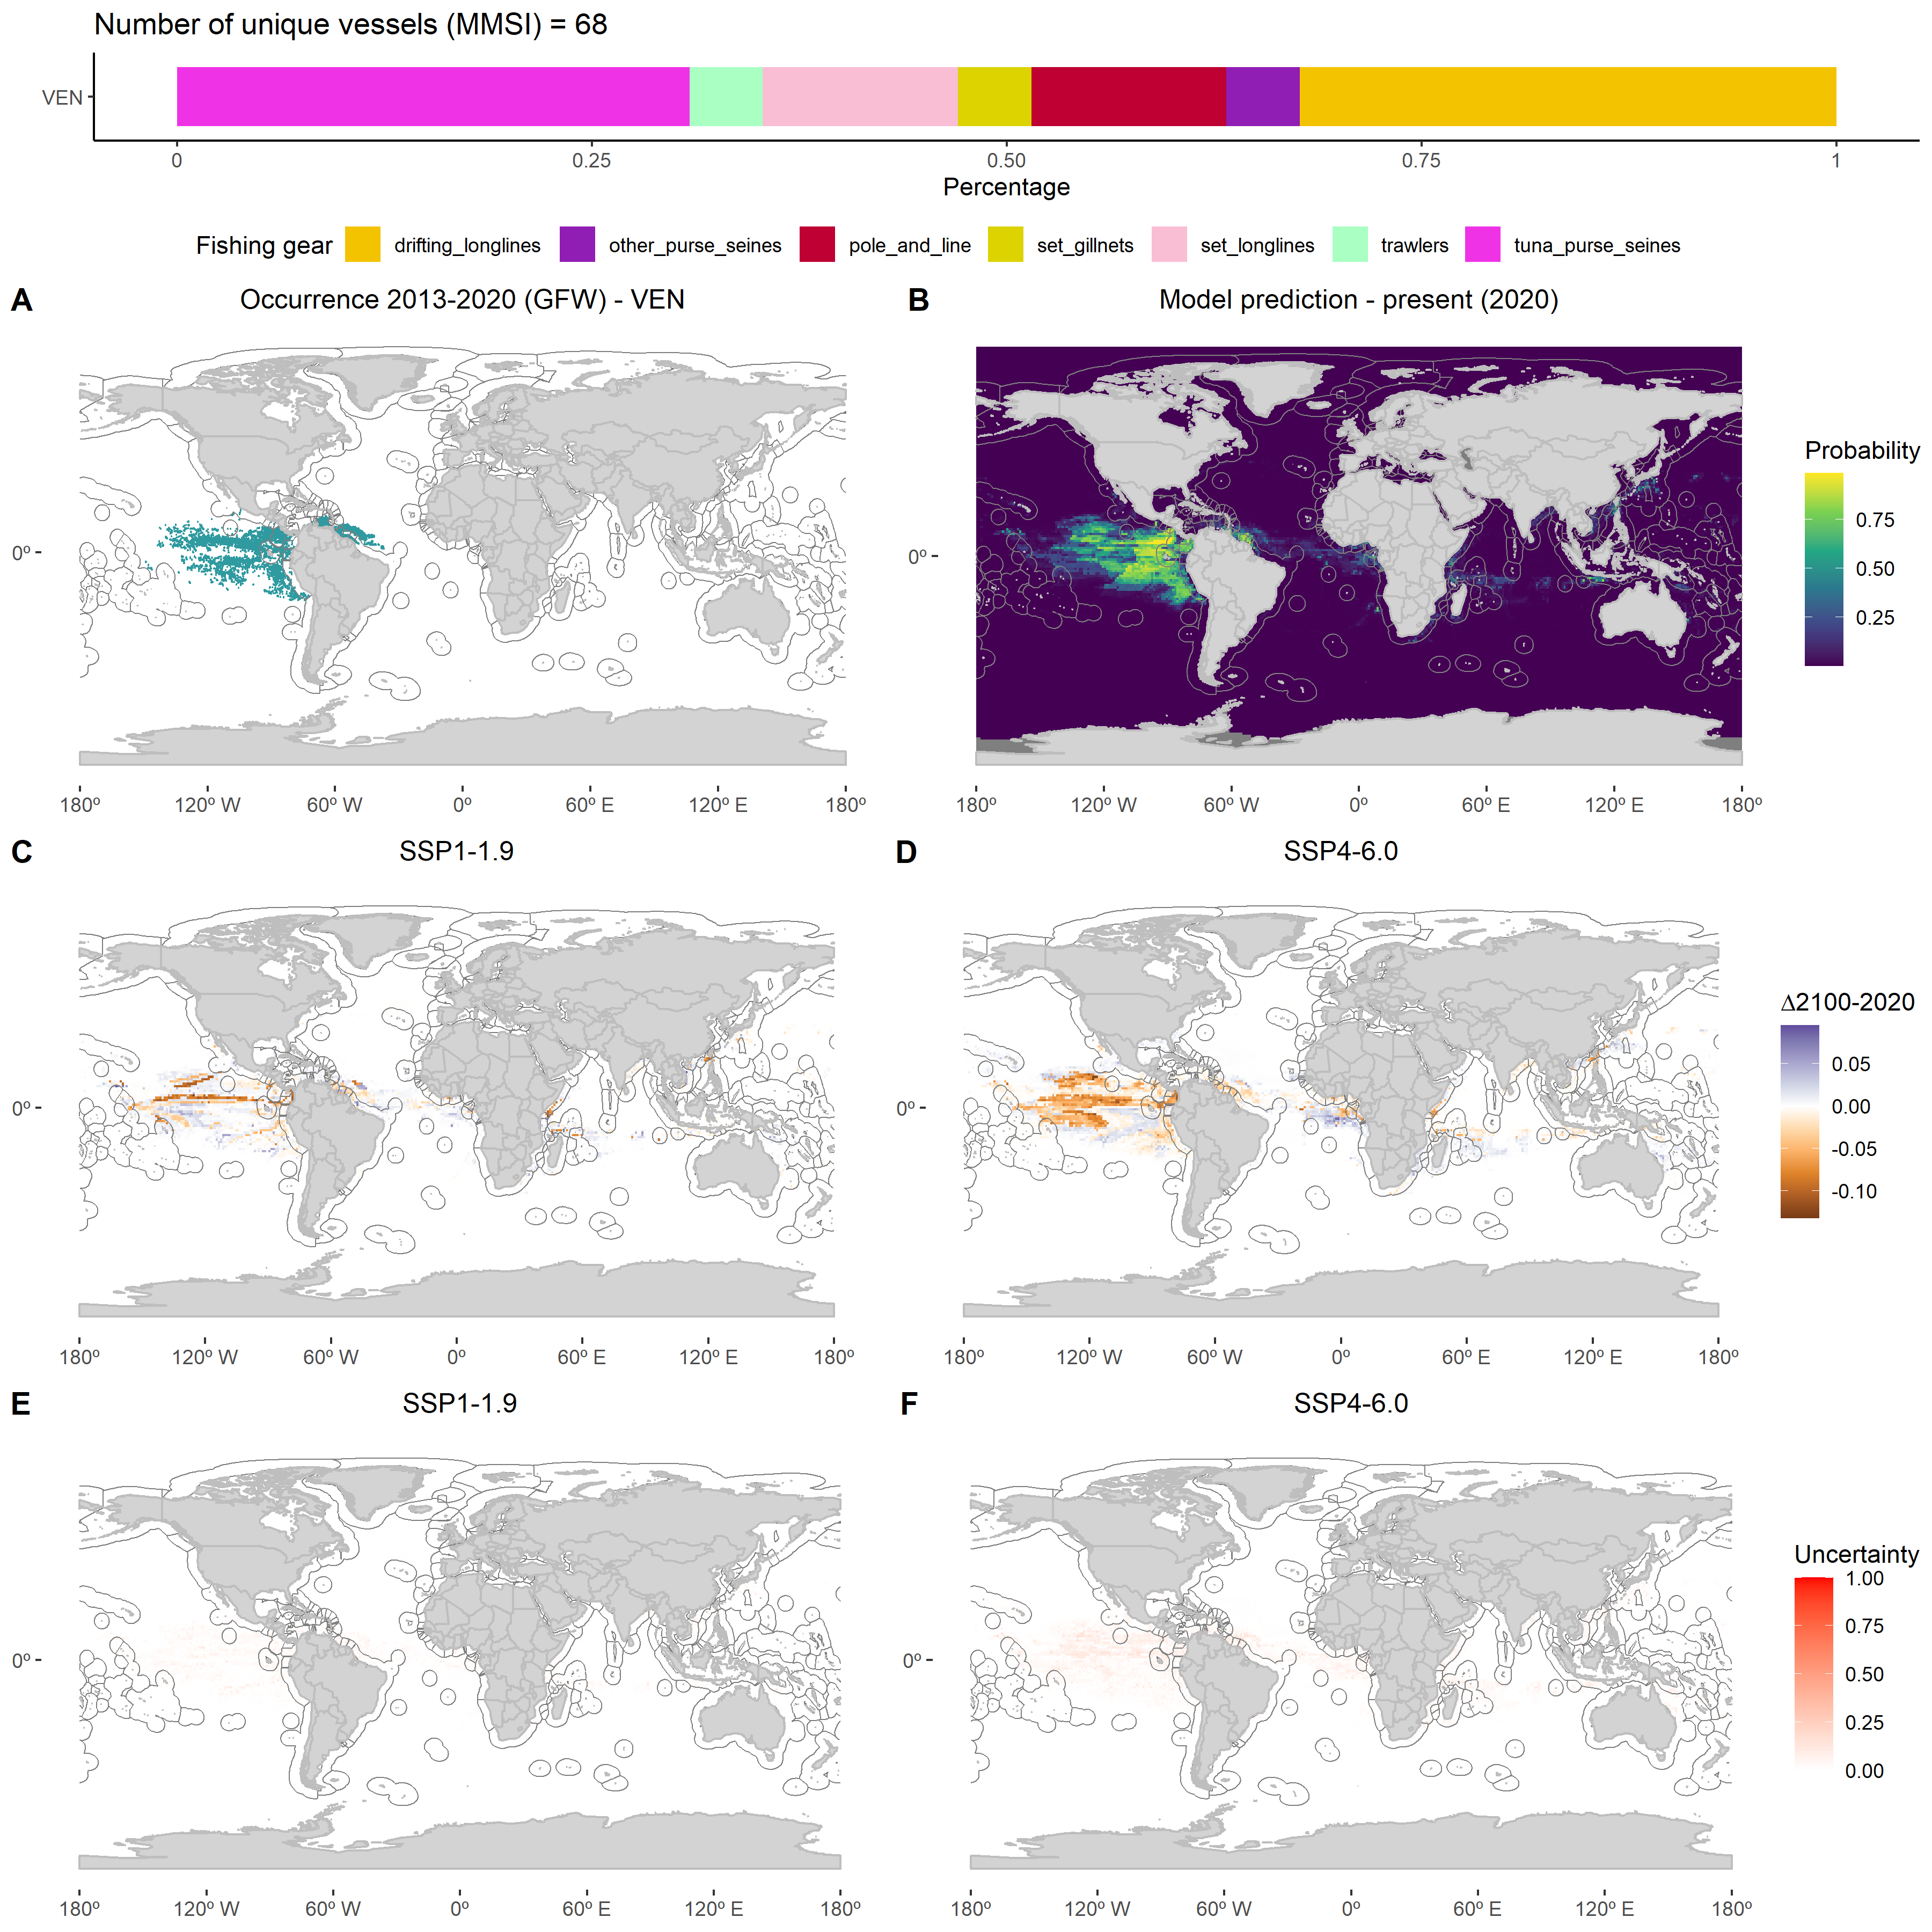 Number of unique vessels (MMSI) = 68
VEN
0 0.25 0.50 0.75 1
Percentage
Fishing gear drifting_longlines other_purse_seines pole_and_line set_gillnets set_longlines trawlers tuna_purse_seines
A Occurrence 2013-2020 (GFW) - VEN
0º
180º 120º W 60º W 0º 60º E 120º E 180º
B Model prediction - present (2020)
0º
180º 120º W 60º W 0º 60º E 120º E 180º
Probability
0.75
0.50
0.25
C SSP1-1.9
0º
180º 120º W 60º W 0º 60º E 120º E 180º
D SSP4-6.0
0º
180º 120º W 60º W 0º 60º E 120º E 180º
Δ2100-2020
0.05
0.00
-0.05
-0.10
E SSP1-1.9
0º
180º 120º W 60º W 0º 60º E 120º E 180º
F SSP4-6.0
0º
180º 120º W 60º W 0º 60º E 120º E 180º
Uncertainty
1.00
0.75
0.50
0.25
0.00